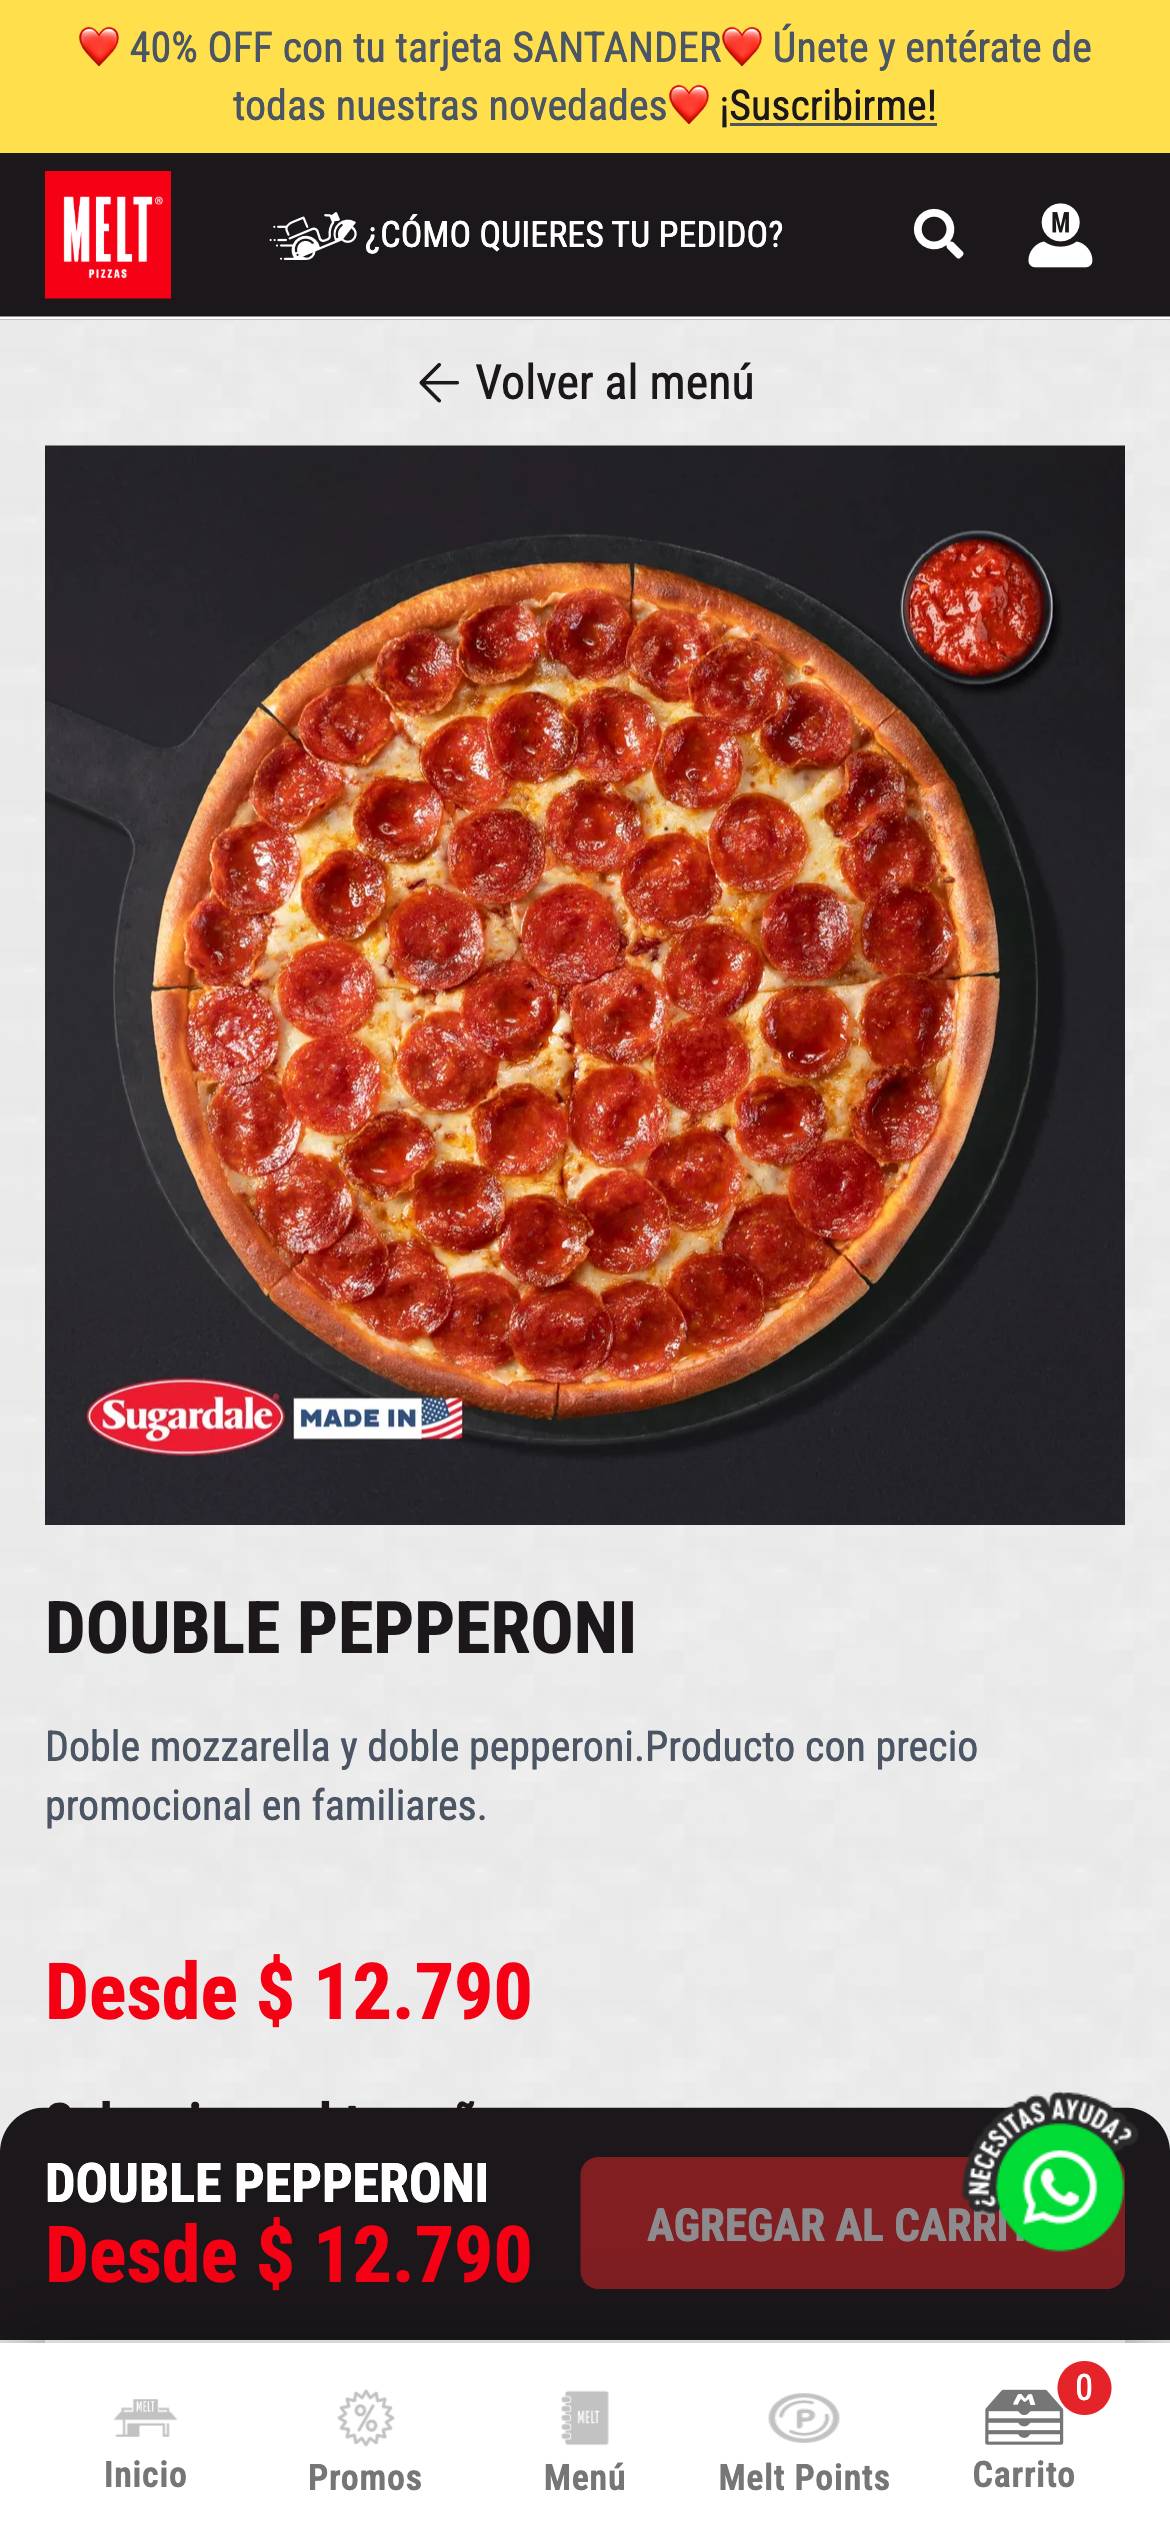 ❤️ 40% OFF con tu tarjeta SANTANDER❤️ Únete y entérate de
todas nuestras novedades❤️ ¡Suscribirme!
MELT®
PIZZAS
¿CÓMO QUIERES TU PEDIDO?
M
← Volver al menú
Sugardale
MADE IN
DOUBLE PEPPERONI
Doble mozzarella y doble pepperoni.Producto con precio
promocional en familiares.
Desde $ 12.790
¿NECESITAS AYUDA?
DOUBLE PEPPERONI
Desde $ 12.790
AGREGAR AL
MELT
%
MELT
P
M
0
Inicio
Promos
Menú
Melt Points
Carrito